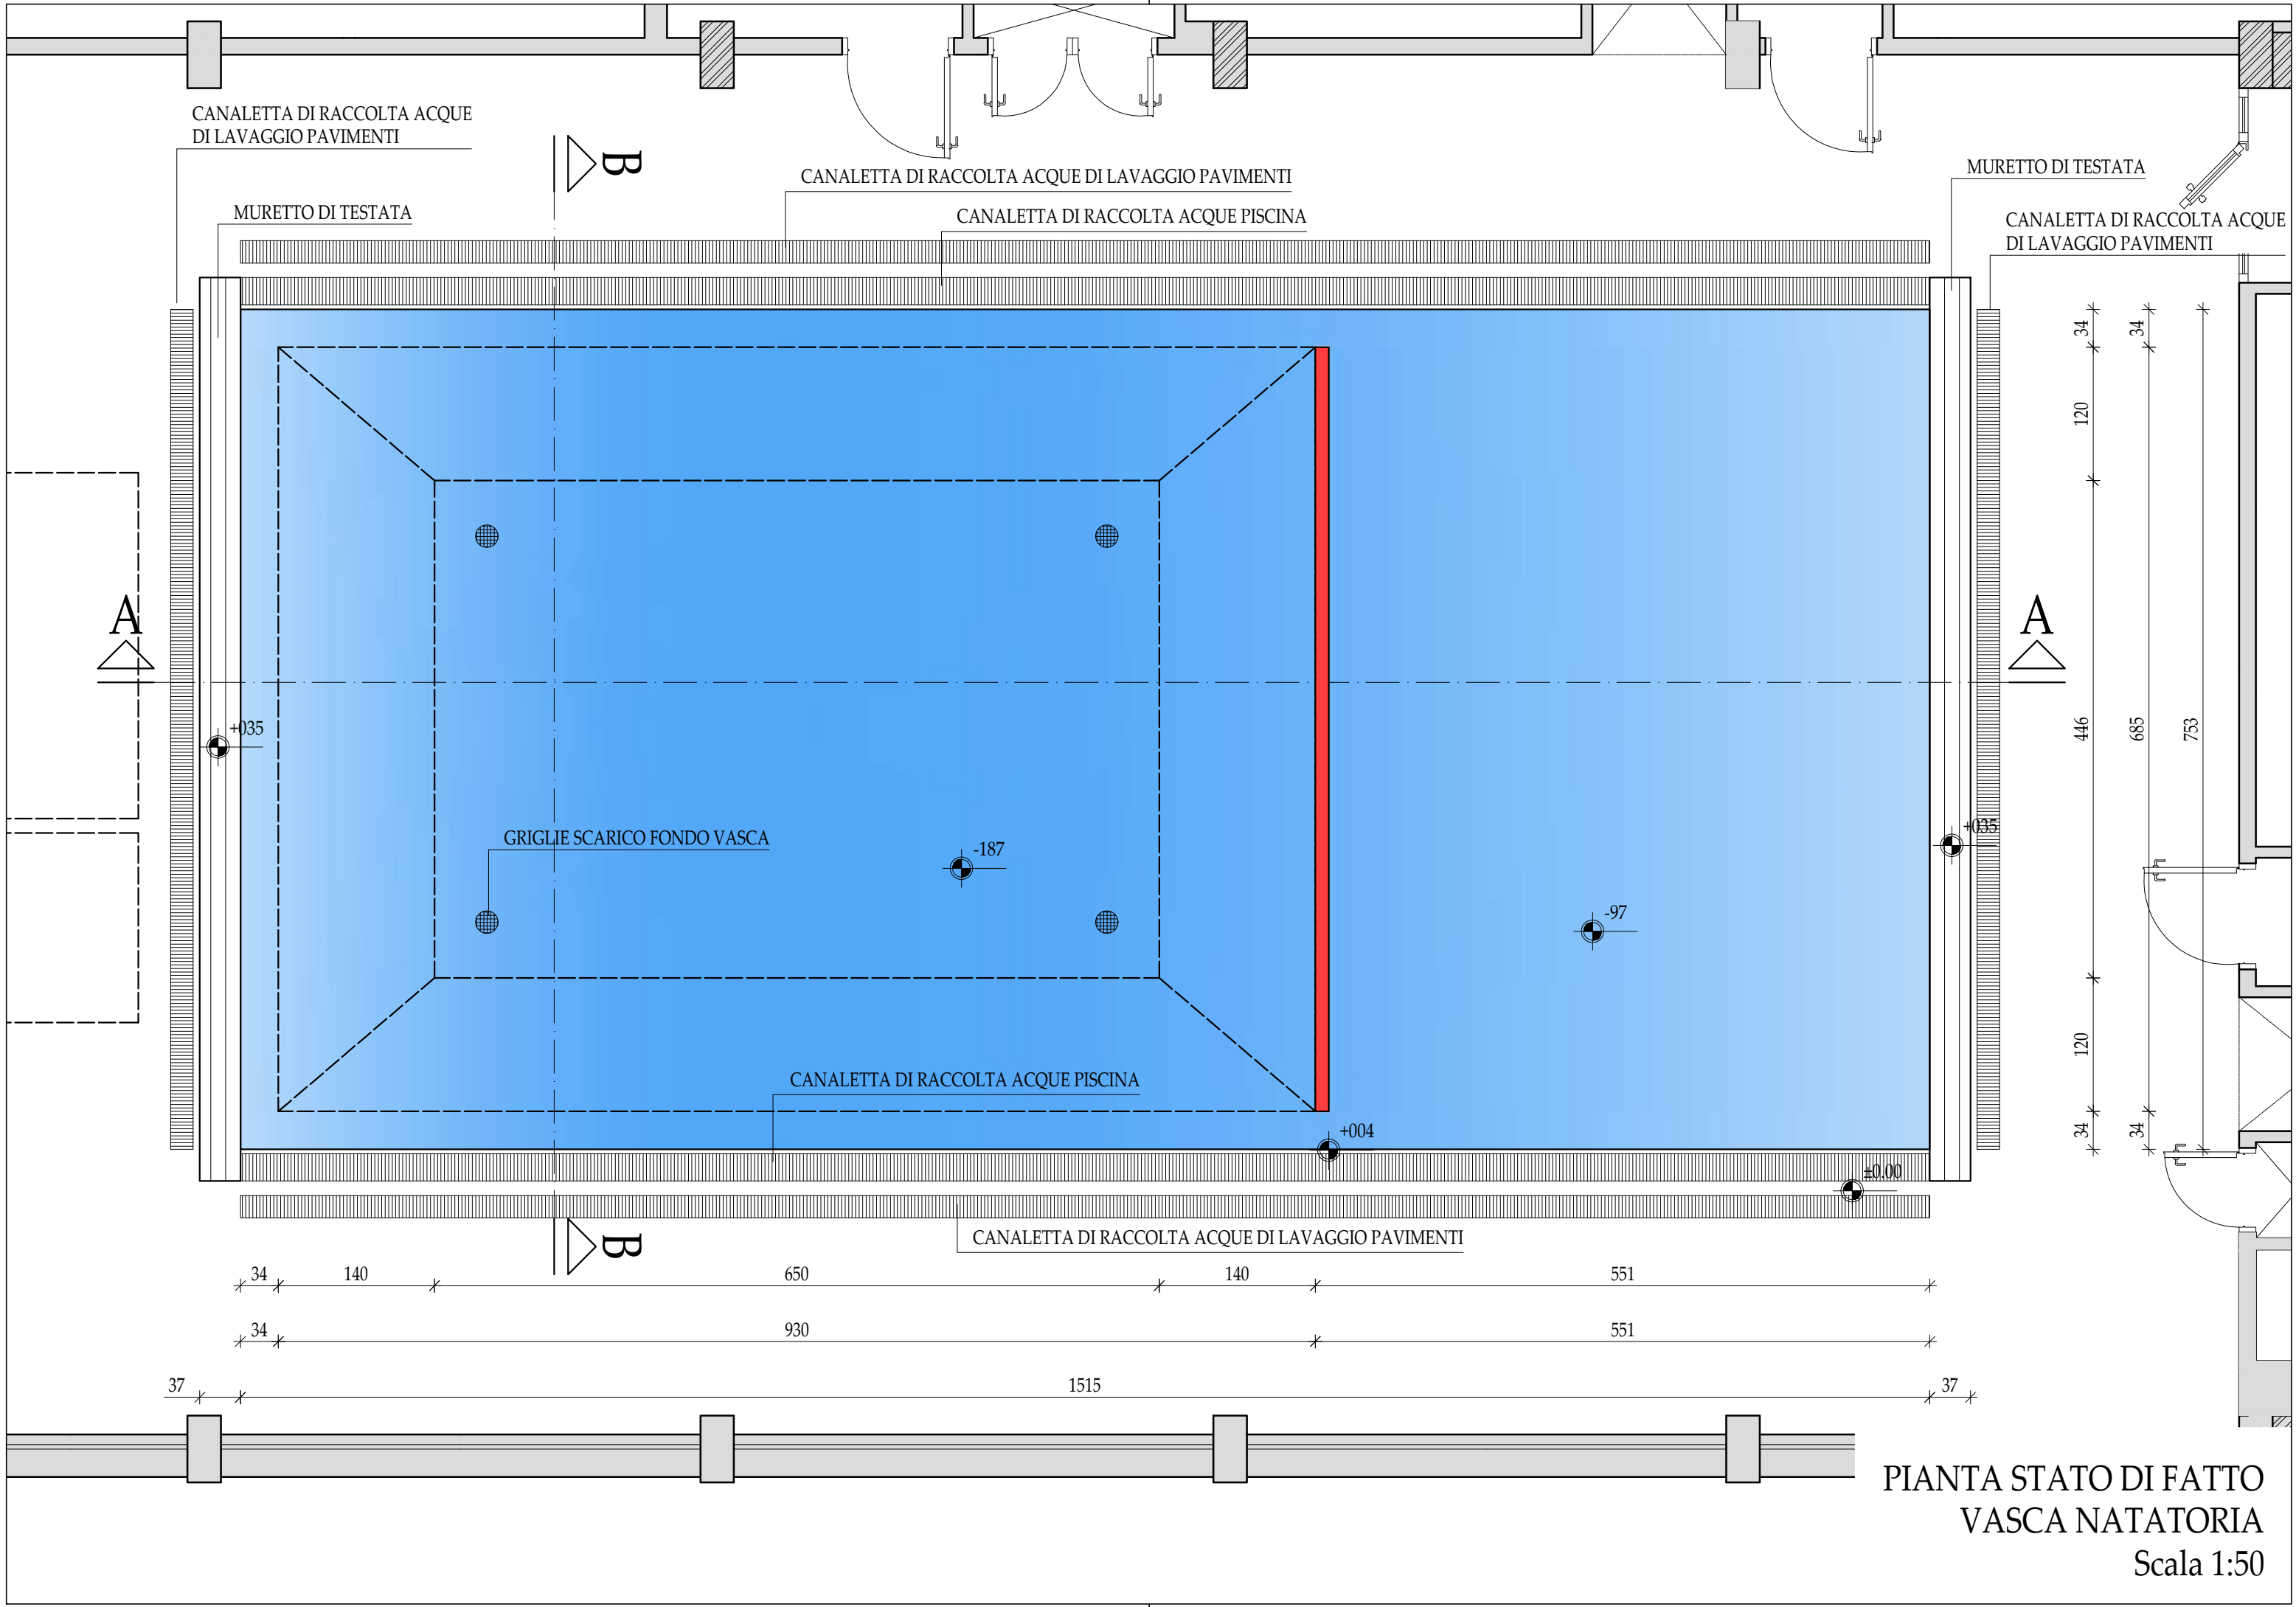 CANALETTA DI RACCOLTA ACQUE
DI LAVAGGIO PAVIMENTI
B
CANALETTA DI RACCOLTA ACQUE DI LAVAGGIO PAVIMENTI
MURETTO DI TESTATA
MURETTO DI TESTATA
CANALETTA DI RACCOLTA ACQUE PISCINA
CANALETTA DI RACCOLTA ACQUE
DI LAVAGGIO PAVIMENTI
34
34
120
A
A
+035
446
685
753
+035
GRIGLIE SCARICO FONDO VASCA
-187
-97
120
CANALETTA DI RACCOLTA ACQUE PISCINA
+004
34
34
±0.00
B
CANALETTA DI RACCOLTA ACQUE DI LAVAGGIO PAVIMENTI
34
140
650
140
551
34
930
551
37
1515
37
PIANTA STATO DI FATTO
VASCA NATATORIA
Scala 1:50